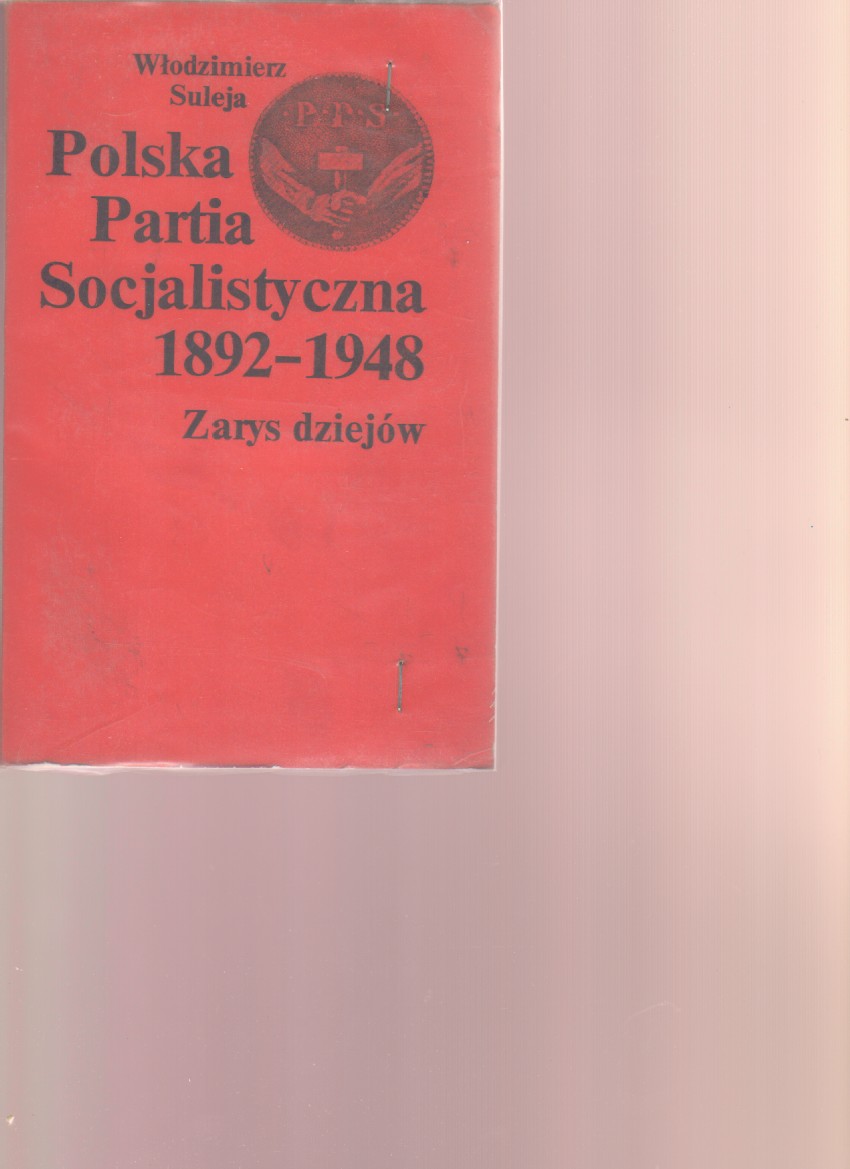 Włodzimierz
Suleja
·P·P·S·
Polska
Partia
Socjalistyczna
1892–1948
Zarys dziejów